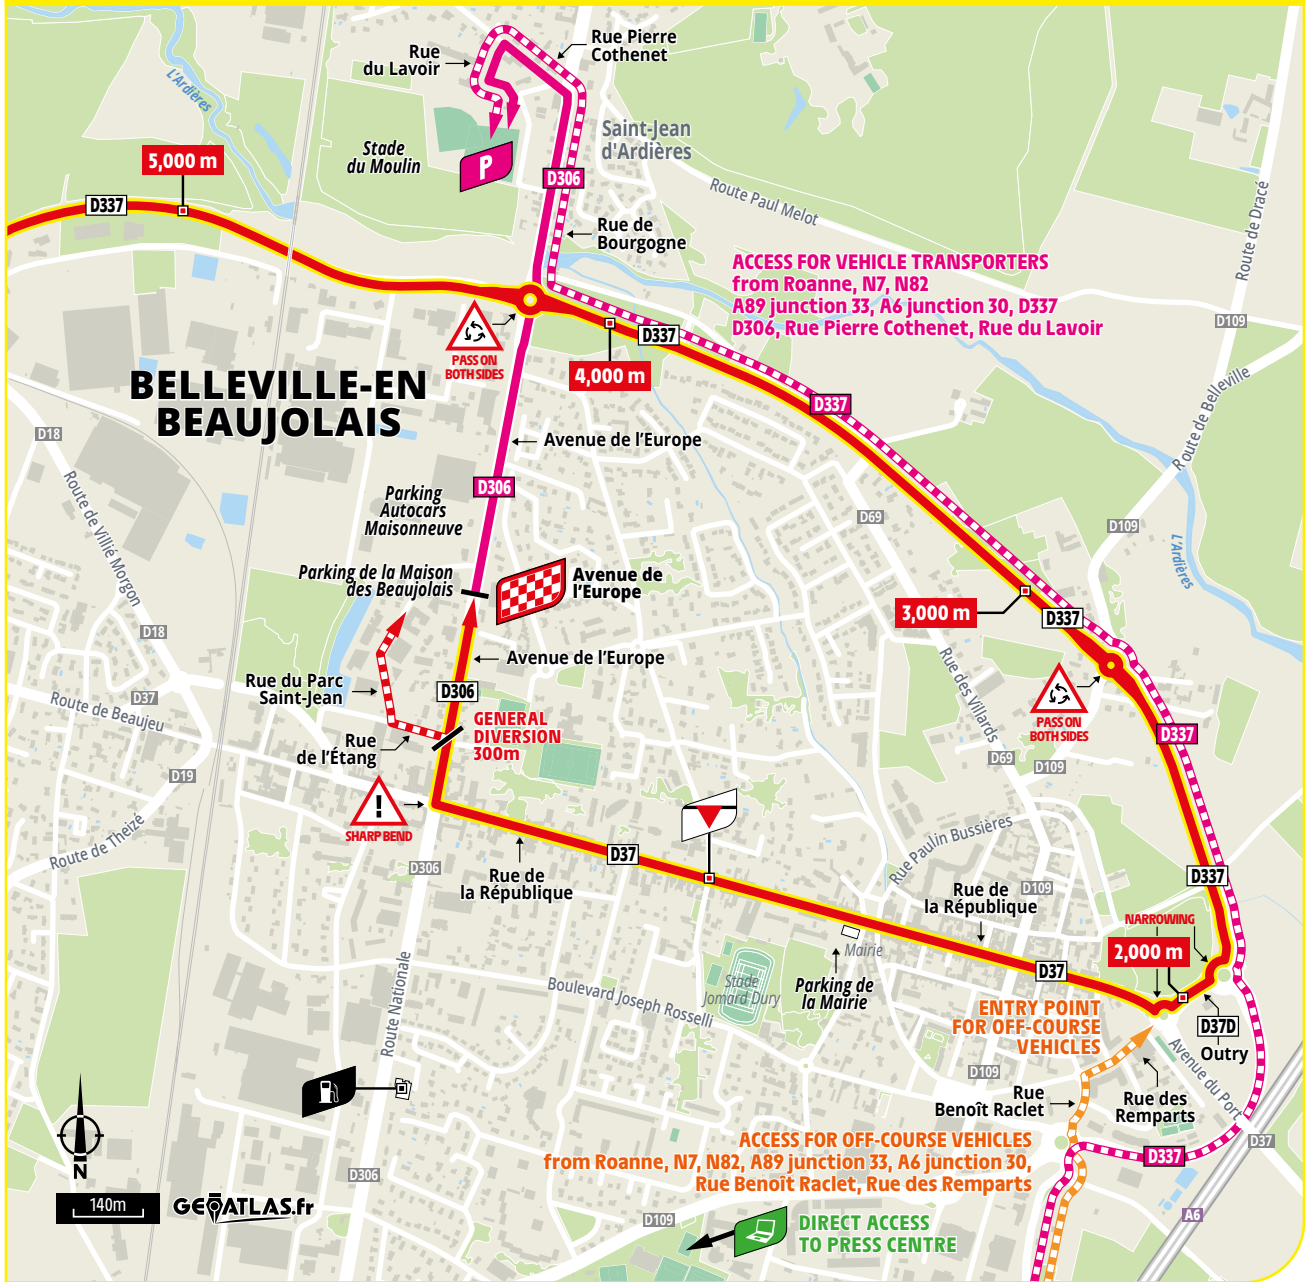 Rue
du Lavoir
Rue Pierre
Cothenet
L'Ardières
Stade
du Moulin
Saint-Jean
d'Ardières
P
5,000 m
D337
D306
Route Paul Melot
Route de Dracé
Rue de
Bourgogne
ACCESS FOR VEHICLE TRANSPORTERS
from Roanne, N7, N82
A89 junction 33, A6 junction 30, D337
D306, Rue Pierre Cothenet, Rue du Lavoir
D109
D337
PASS ON
BOTH SIDES
4,000 m
BELLEVILLE-EN
BEAUJOLAIS
D337
Route de Belleville
D18
Avenue de l'Europe
D306
Parking
Autocars
Maisonneuve
Route de Villié Morgon
D69
D109
L'Ardières
Parking de la Maison
des Beaujolais
Avenue de
l'Europe
3,000 m
D337
D18
Avenue de l'Europe
Rue du Parc
Saint-Jean
D306
D37
Route de Beaujeu
Rue des Villards
PASS ON
BOTH SIDES
D337
GENERAL
DIVERSION
300m
Rue
de l'Étang
D69
D109
D19
!
SHARP BEND
Route de Theizé
D306
Rue de
la République
D37
Rue Paulin Bussières
D337
Rue de
la République
D109
NARROWING
2,000 m
Mairie
D37
Parking de
la Mairie
Stade
Jomard Dury
Route Nationale
Boulevard Joseph Rosselli
ENTRY POINT
FOR OFF-COURSE
VEHICLES
D37D
Outry
Avenue du Port
D109
Rue
Benoît Raclet
Rue des
Remparts
N
D37
D337
ACCESS FOR OFF-COURSE VEHICLES
from Roanne, N7, N82, A89 junction 33, A6 junction 30,
Rue Benoît Raclet, Rue des Remparts
D306
140m
GEOATLAS.fr
D109
A6
DIRECT ACCESS
TO PRESS CENTRE